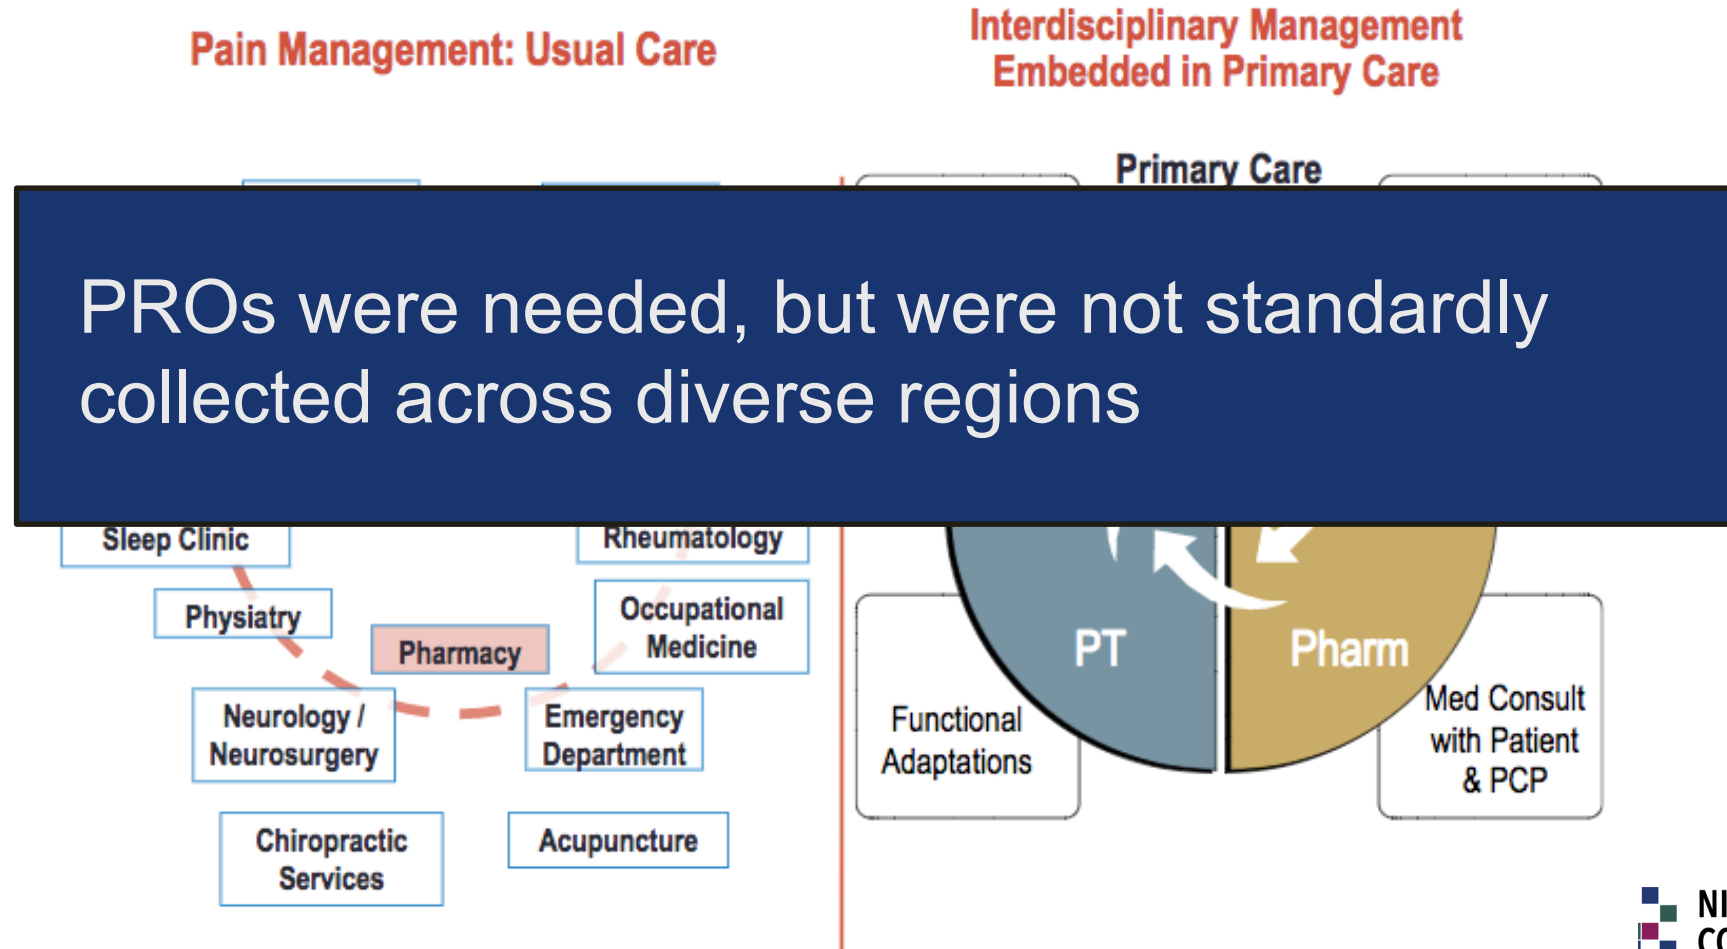 Pain Management: Usual Care
Interdisciplinary Management
Embedded in Primary Care
Primary Care
PROs were needed, but were not standardly
collected across diverse regions
Sleep Clinic
Rheumatology
Physiatry
Occupational
Medicine
Pharmacy
Neurology /
Neurosurgery
Emergency
Department
Chiropractic
Services
Acupuncture
PT
Pharm
Functional
Adaptations
Med Consult
with Patient
& PCP